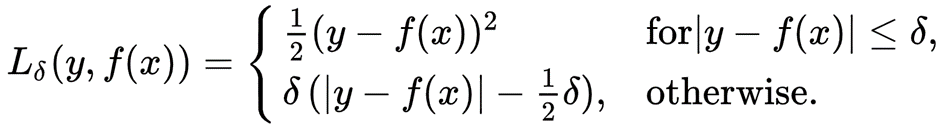 L_δ(y, f(x)) = { ½(y − f(x))² for|y − f(x)| ≤ δ,
δ (|y − f(x)| − ½δ), otherwise.